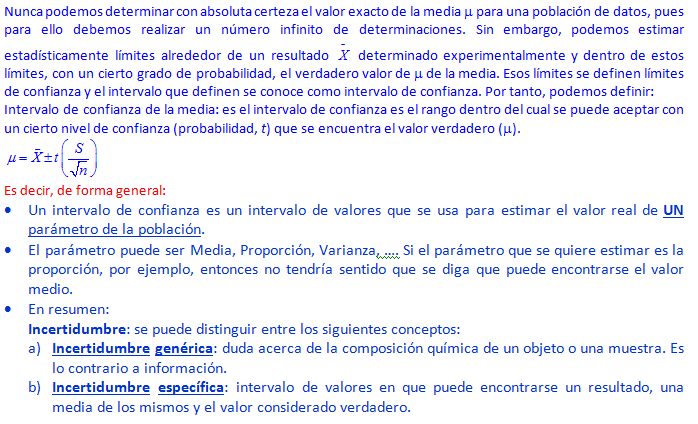 Nunca podemos determinar con absoluta certeza el valor exacto de la media μ para una población de datos, pues
para ello debemos realizar un número infinito de determinaciones. Sin embargo, podemos estimar
estadísticamente límites alrededor de un resultado X̄ determinado experimentalmente y dentro de estos
límites, con un cierto grado de probabilidad, el verdadero valor de μ de la media. Esos límites se definen límites
de confianza y el intervalo que definen se conoce como intervalo de confianza. Por tanto, podemos definir:
Intervalo de confianza de la media: es el intervalo de confianza es el rango dentro del cual se puede aceptar con
un cierto nivel de confianza (probabilidad, t) que se encuentra el valor verdadero (μ).
μ = X̄ ± t (S / √n)
Es decir, de forma general:
• Un intervalo de confianza es un intervalo de valores que se usa para estimar el valor real de UN
parámetro de la población.
• El parámetro puede ser Media, Proporción, Varianza, .... Si el parámetro que se quiere estimar es la
proporción, por ejemplo, entonces no tendría sentido que se diga que puede encontrarse el valor
medio.
• En resumen:
Incertidumbre: se puede distinguir entre los siguientes conceptos:
a) Incertidumbre genérica: duda acerca de la composición química de un objeto o una muestra. Es
lo contrario a información.
b) Incertidumbre específica: intervalo de valores en que puede encontrarse un resultado, una
media de los mismos y el valor considerado verdadero.